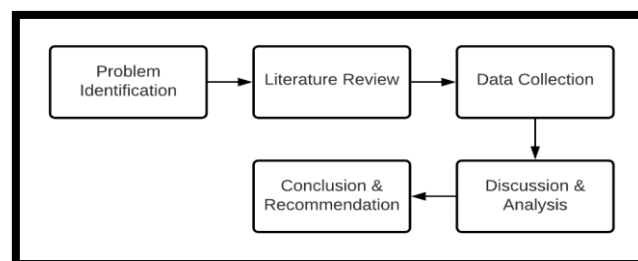 Problem
Identification
Literature Review
Data Collection
Discussion &
Analysis
Conclusion &
Recommendation